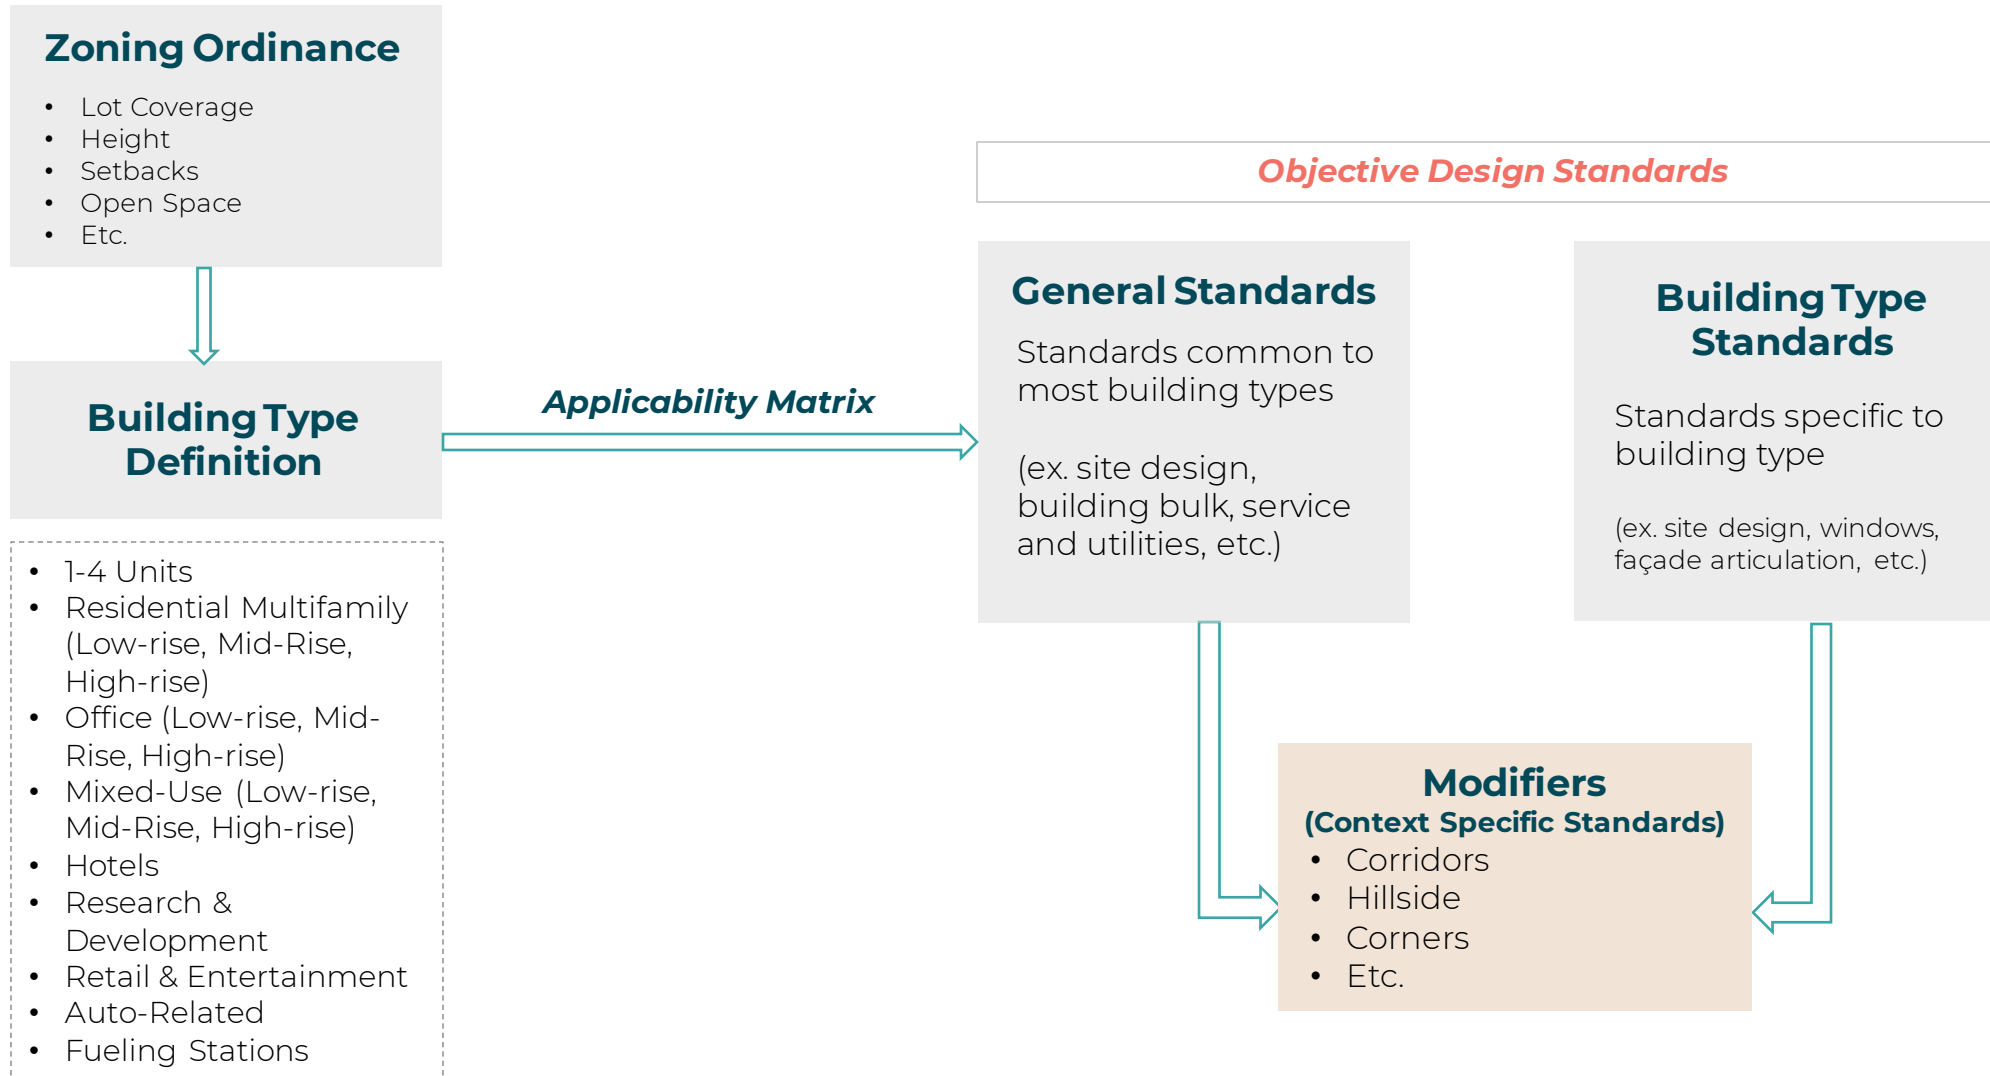 Zoning Ordinance
• Lot Coverage
• Height
• Setbacks
• Open Space
• Etc.
Building Type
Definition
• 1-4 Units
• Residential Multifamily
(Low-rise, Mid-Rise,
High-rise)
• Office (Low-rise, Mid-
Rise, High-rise)
• Mixed-Use (Low-rise,
Mid-Rise, High-rise)
• Hotels
• Research &
Development
• Retail & Entertainment
• Auto-Related
• Fueling Stations
Applicability Matrix
Objective Design Standards
General Standards
Standards common to
most building types
(ex. site design,
building bulk, service
and utilities, etc.)
Building Type
Standards
Standards specific to
building type
(ex. site design, windows,
façade articulation, etc.)
Modifiers
(Context Specific Standards)
• Corridors
• Hillside
• Corners
• Etc.